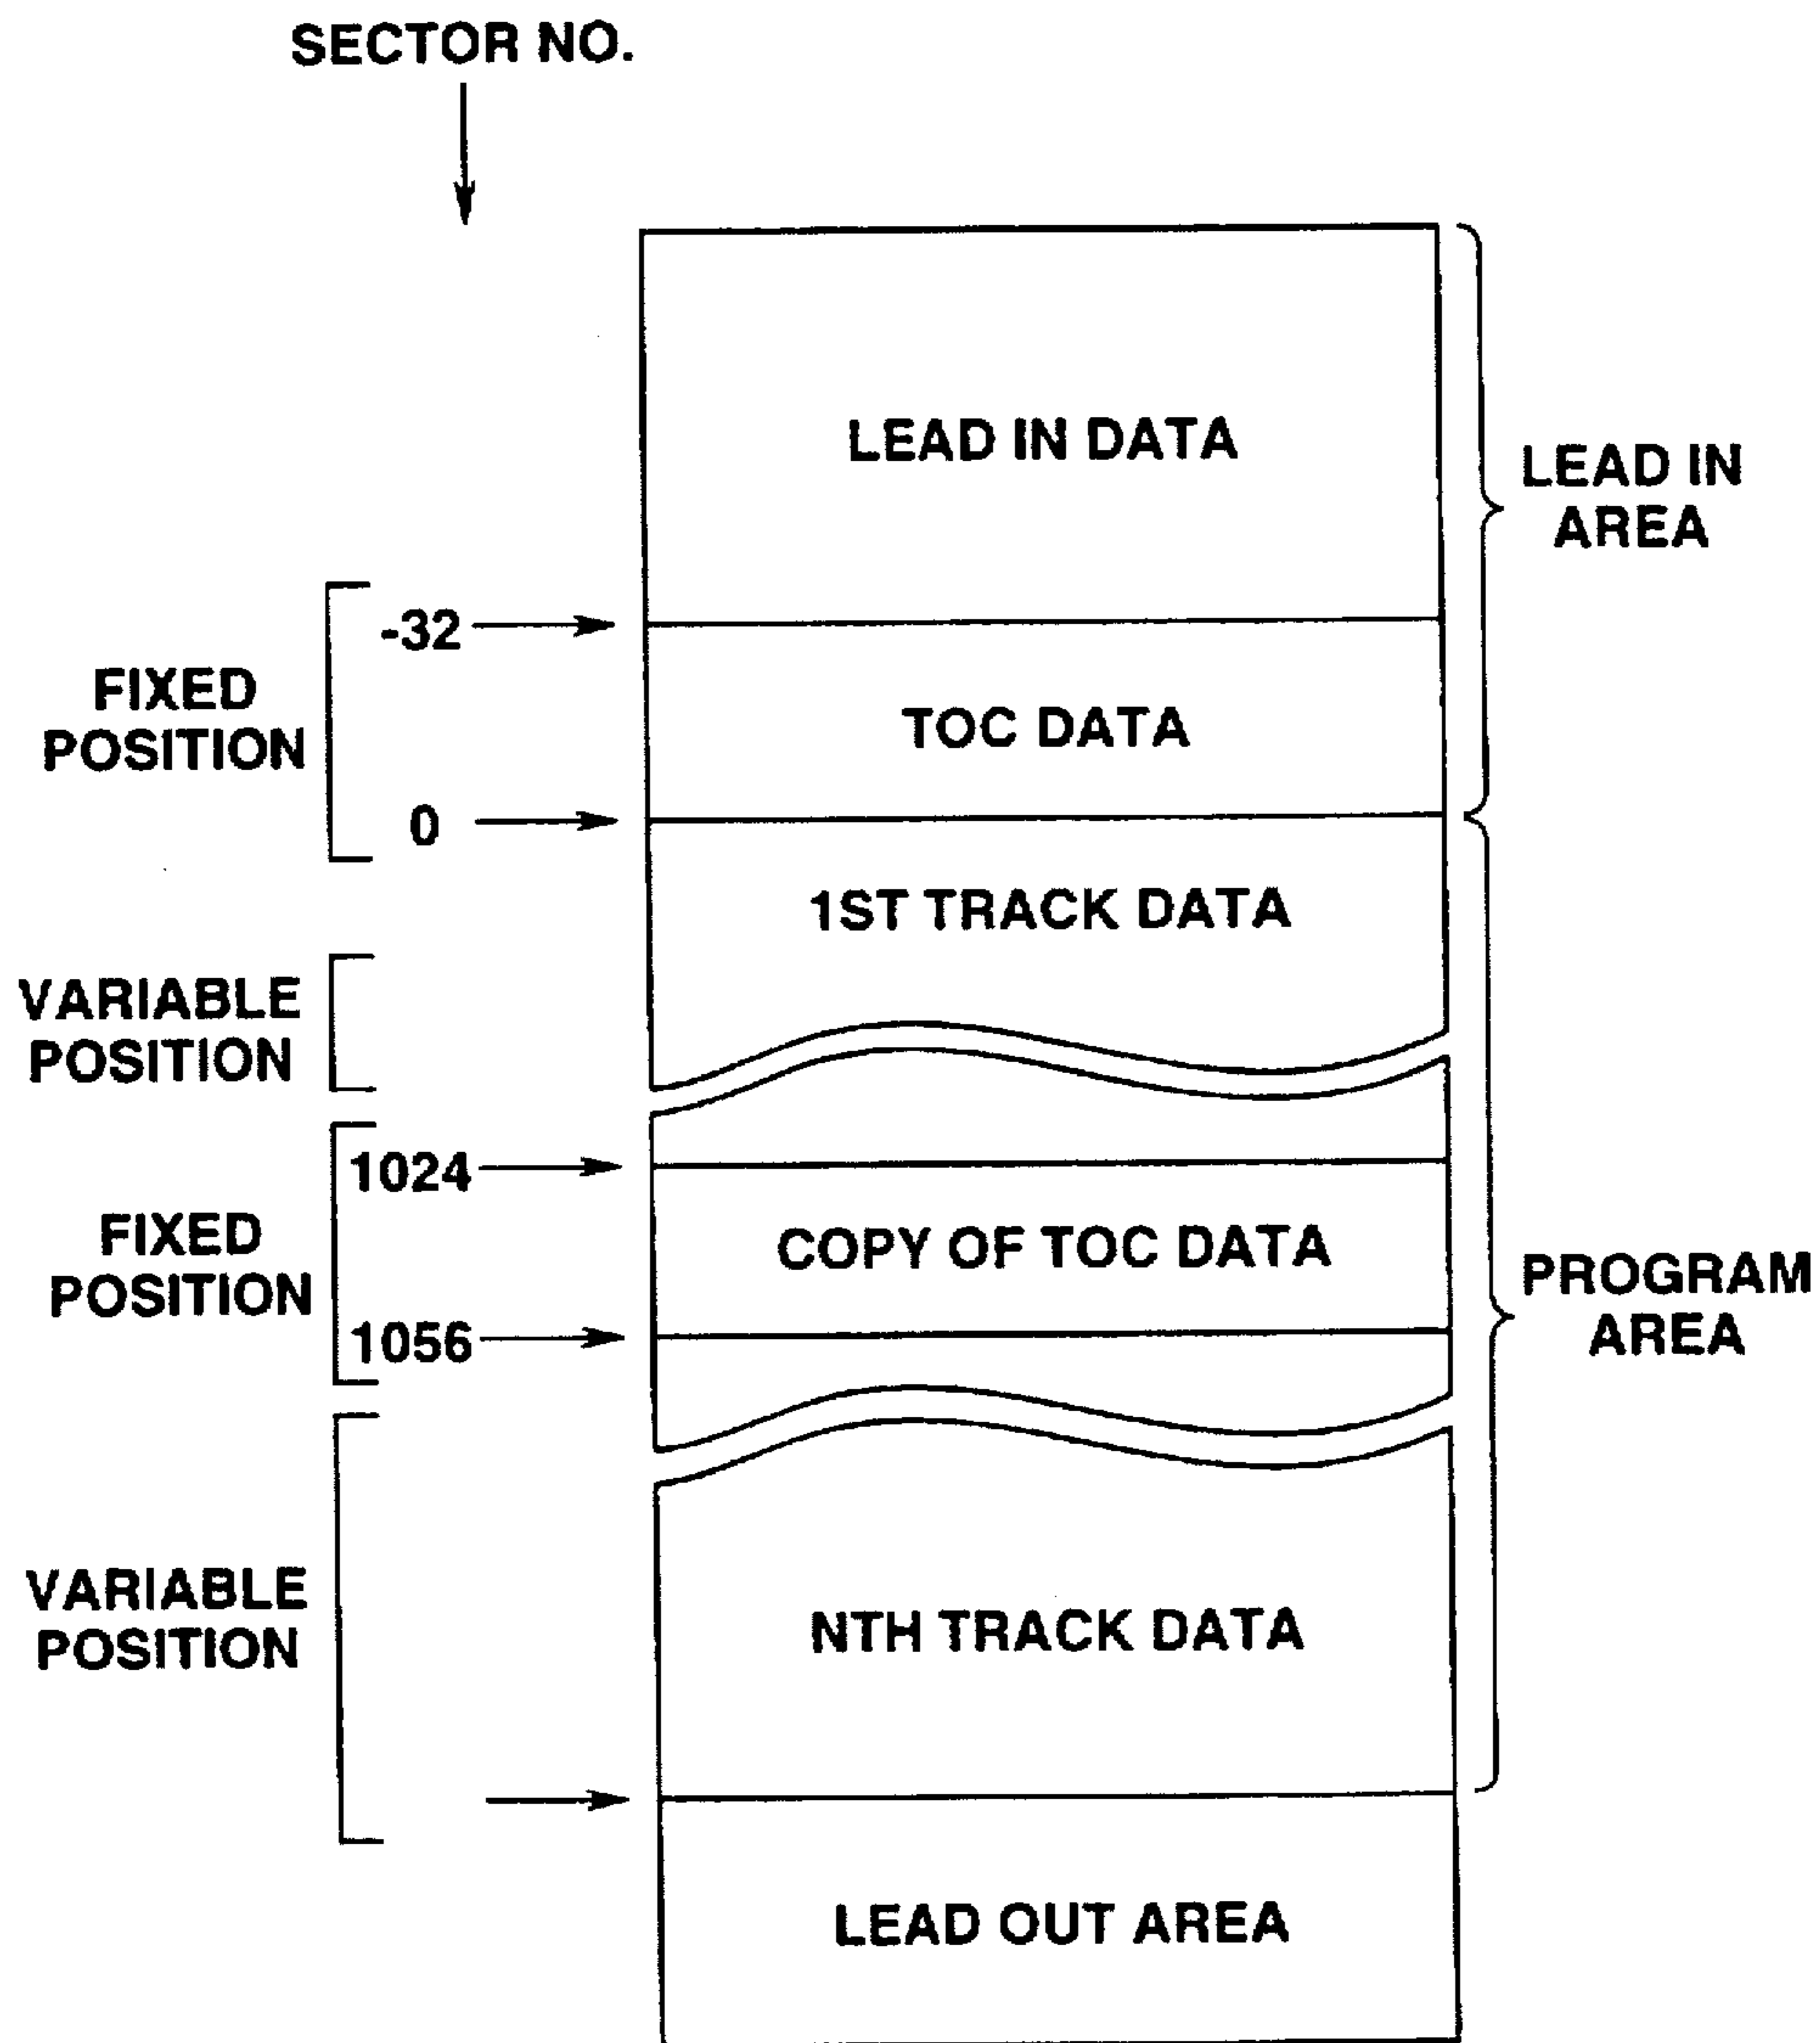 SECTOR NO.
LEAD IN DATA
LEAD IN
AREA
-32
FIXED
POSITION
TOC DATA
0
1ST TRACK DATA
VARIABLE
POSITION
1024
FIXED
POSITION
COPY OF TOC DATA
1056
PROGRAM
AREA
VARIABLE
POSITION
NTH TRACK DATA
LEAD OUT AREA